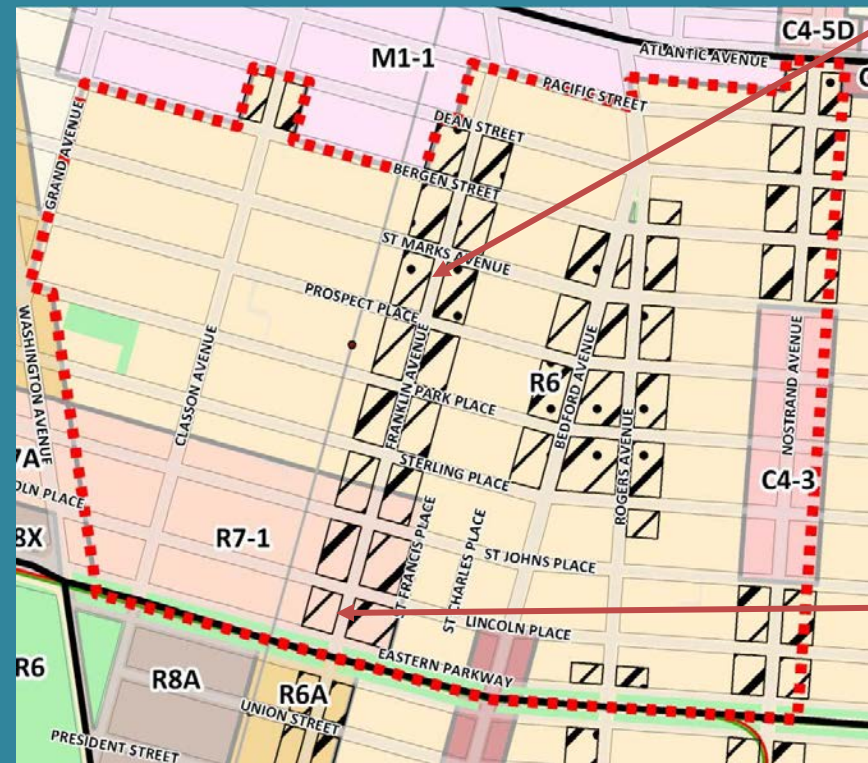 C4-5D
M1-1
ATLANTIC AVENUE
PACIFIC STREET
DEAN STREET
BERGEN STREET
GRAND AVENUE
ST MARKS AVENUE
PROSPECT PLACE
WASHINGTON AVENUE
CLASSON AVENUE
FRANKLIN AVENUE
PARK PLACE
R6
BEDFORD AVENUE
ROGERS AVENUE
NOSTRAND AVENUE
C4-3
STERLING PLACE
7A
OLN PLACE
8X
R7-1
ST FRANCIS PLACE
ST CHARLES PLACE
ST JOHNS PLACE
LINCOLN PLACE
EASTERN PARKWAY
R6
R8A
R6A
UNION STREET
PRESIDENT STREET